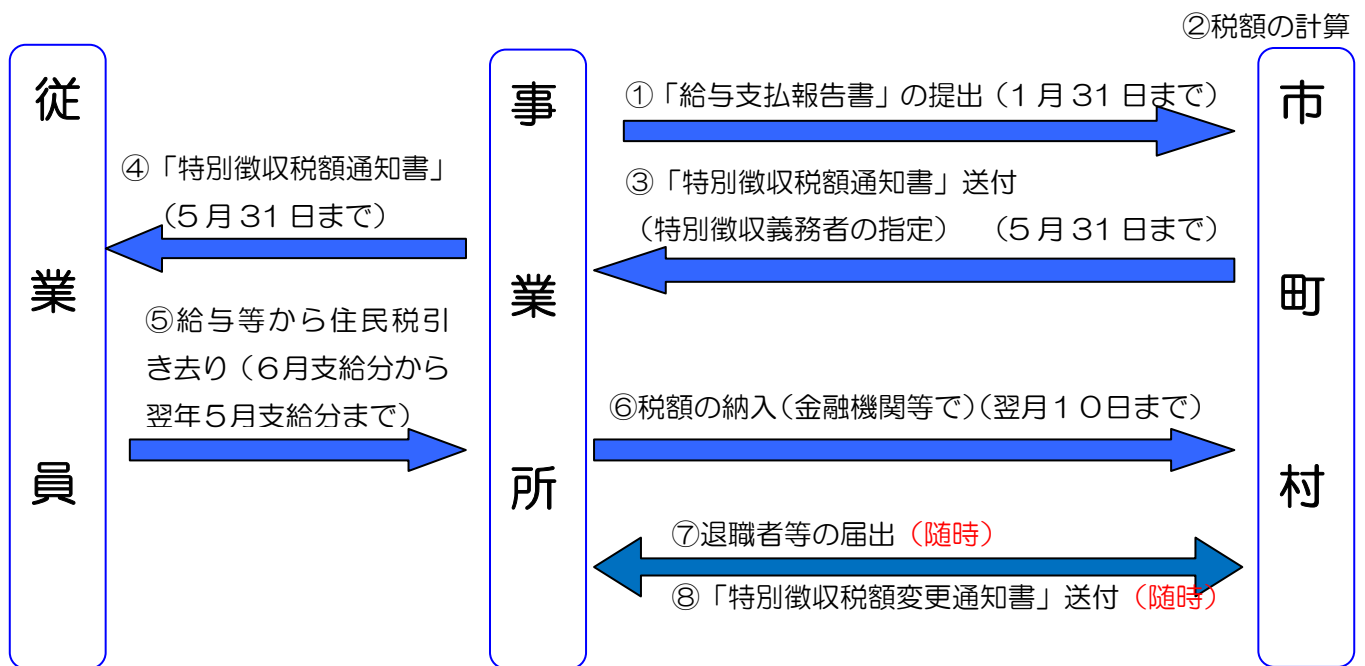 ②税額の計算
従業員
事業所
市町村
①「給与支払報告書」の提出（1月31日まで）
④「特別徴収税額通知書」
（5月31日まで）
③「特別徴収税額通知書」送付
（特別徴収義務者の指定）　（5月31日まで）
⑤給与等から住民税引
き去り（6月支給分から
翌年5月支給分まで）
⑥税額の納入（金融機関等で）（翌月１０日まで）
⑦退職者等の届出（随時）
⑧「特別徴収税額変更通知書」送付（随時）